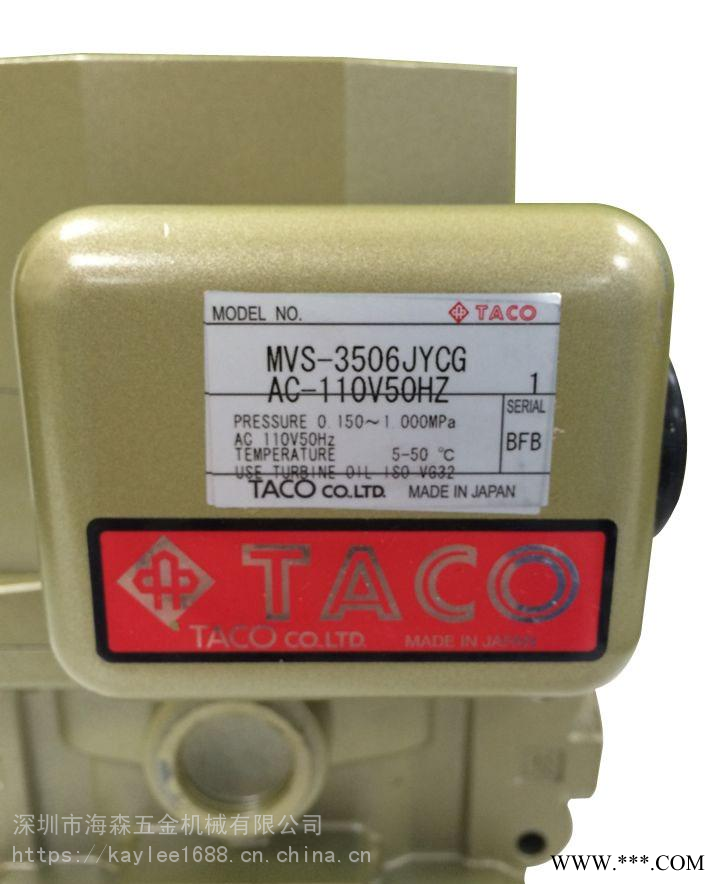 MODEL NO. TACO
MVS-3506JYCG
AC-110V50HZ 1
PRESSURE 0.150~1.000MPa
SERIAL
AC 110V50Hz
BFB
TEMPERATURE 5-50 ℃
USE TURBINE OIL ISO VG32
TACO CO.LTD. MADE IN JAPAN
TACO
TACO CO.LTD. MADE IN JAPAN
深圳市海森五金机械有限公司
https://kaylee1688.cn.china.cn
www.***.com